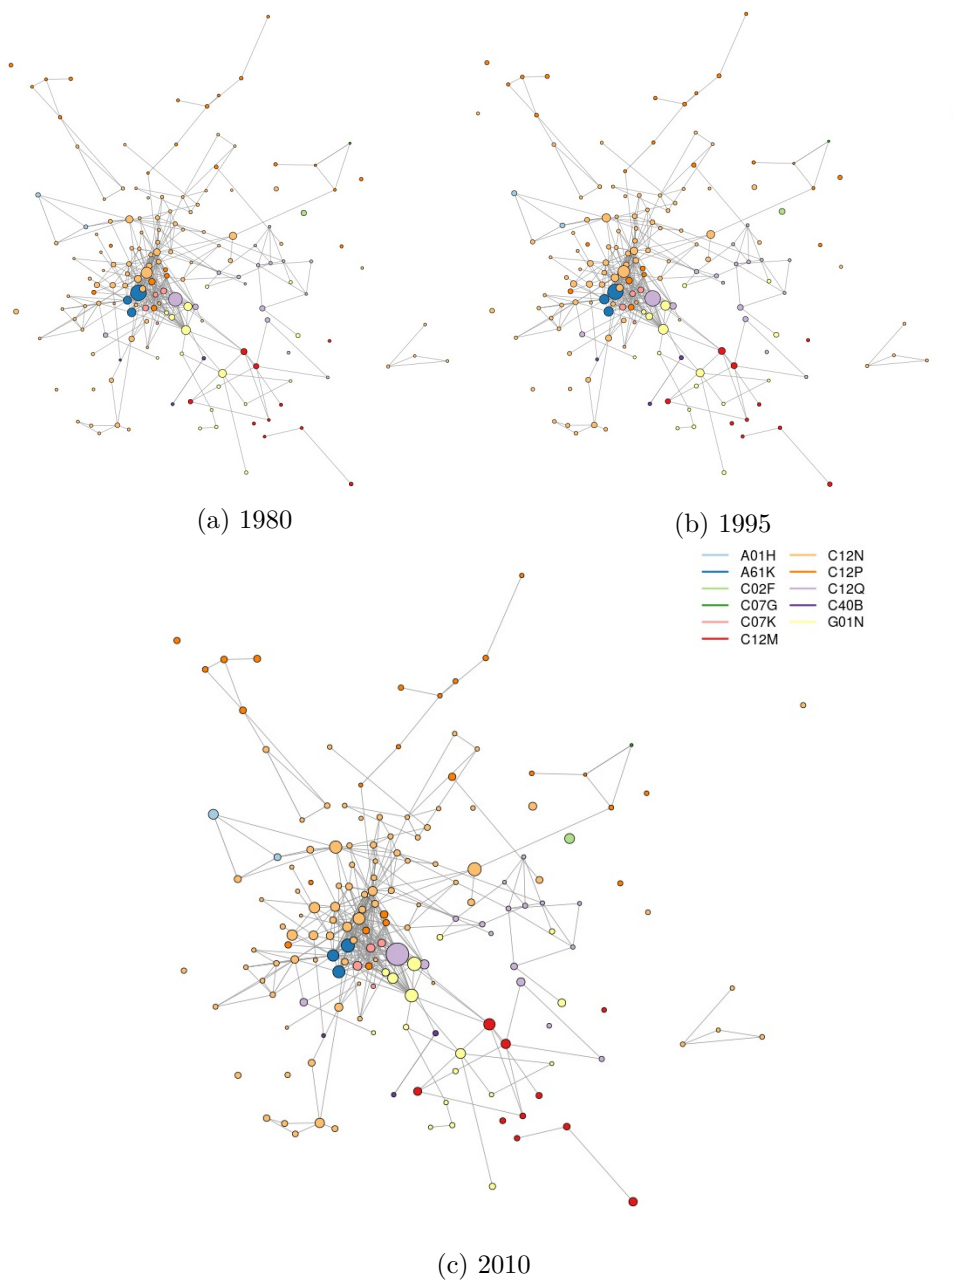 (a) 1980
(b) 1995
A01H
A61K
C02F
C07G
C07K
C12M
C12N
C12P
C12Q
C40B
G01N
(c) 2010